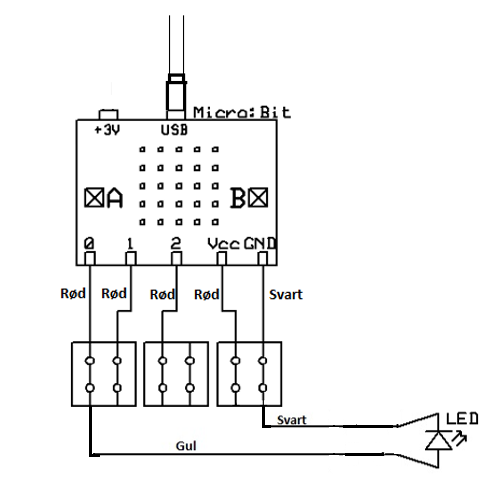 Micro:Bit
+3V USB
A B
0 1 2 Vcc GND
Rød Rød Rød Rød Svart
LED
Svart
Gul